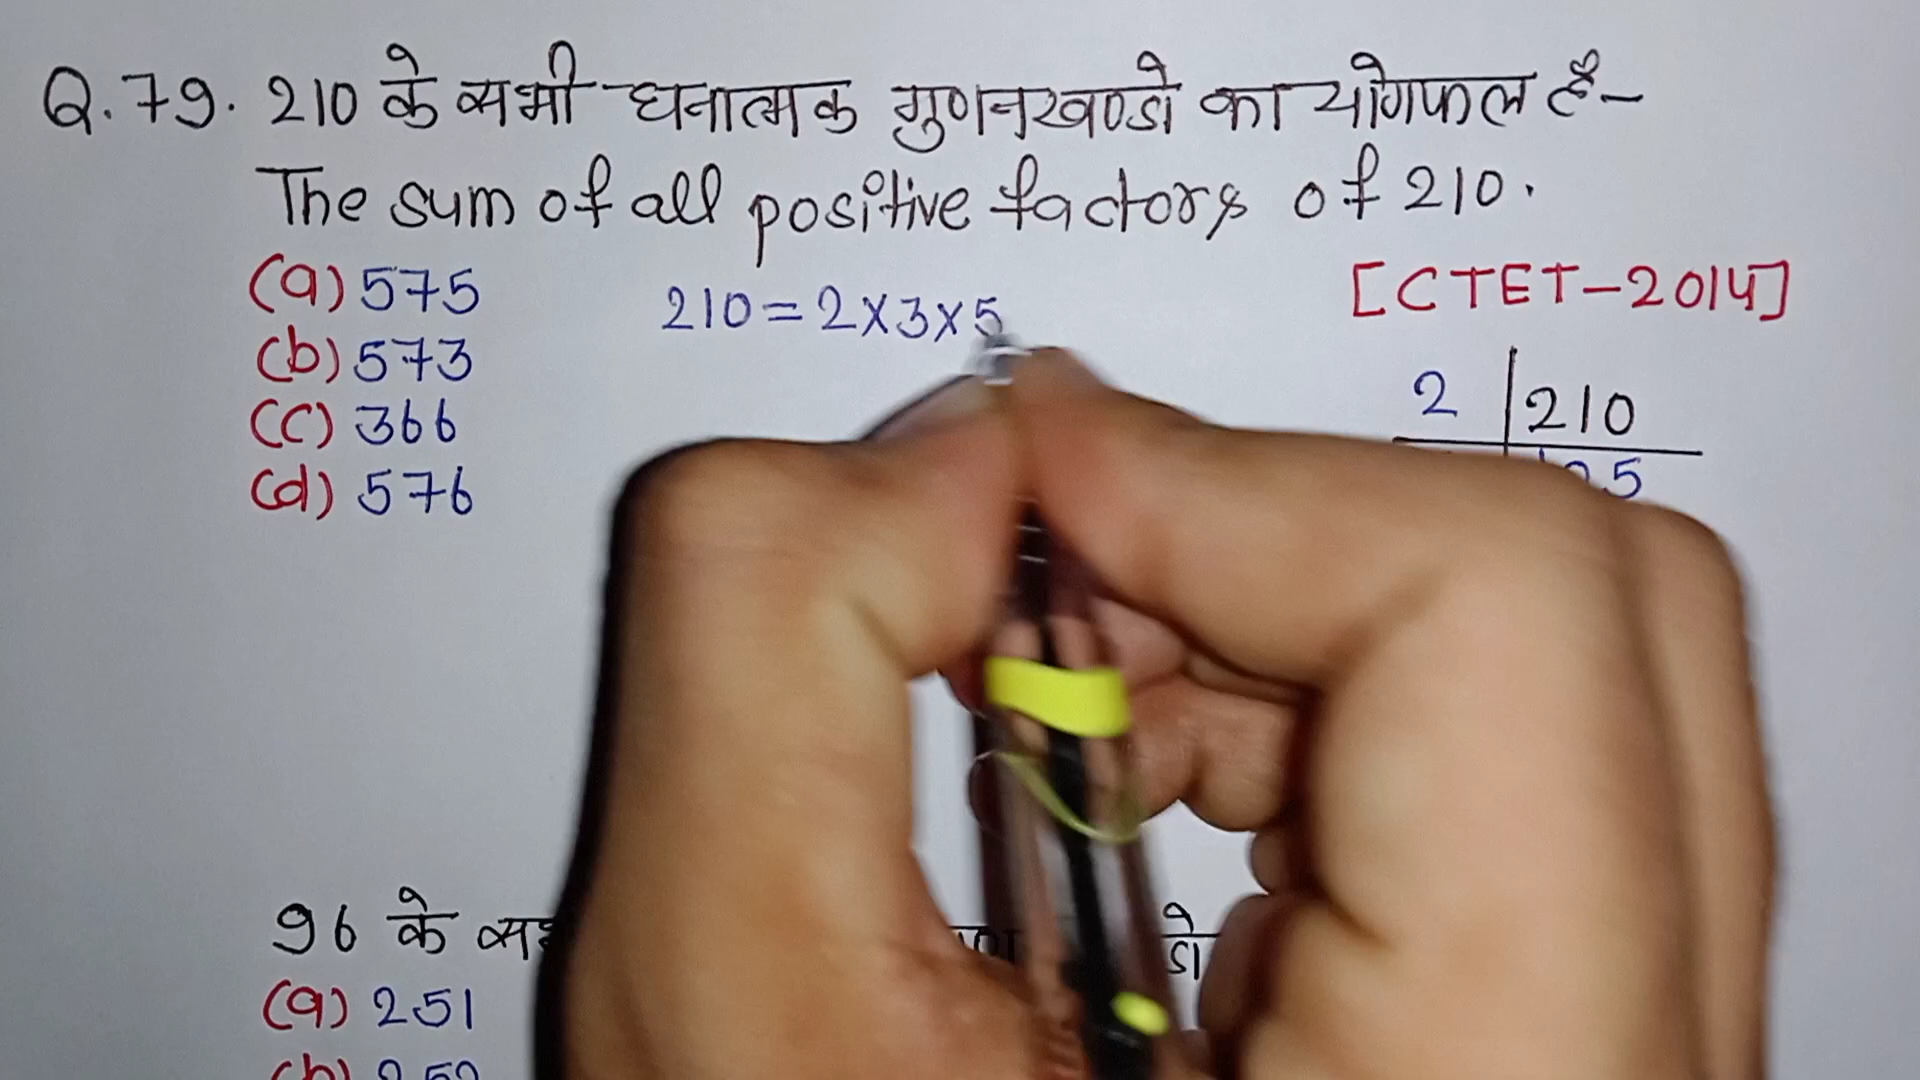 Q.79. 210 के सभी धनात्मक गुणनखण्डो का योगफल है-
The sum of all positive factors of 210.
(a) 575
210 = 2×3×5
[CTET-2014]
(b) 573
(c) 366
(d) 576
2 | 210
96 के
(a) 251